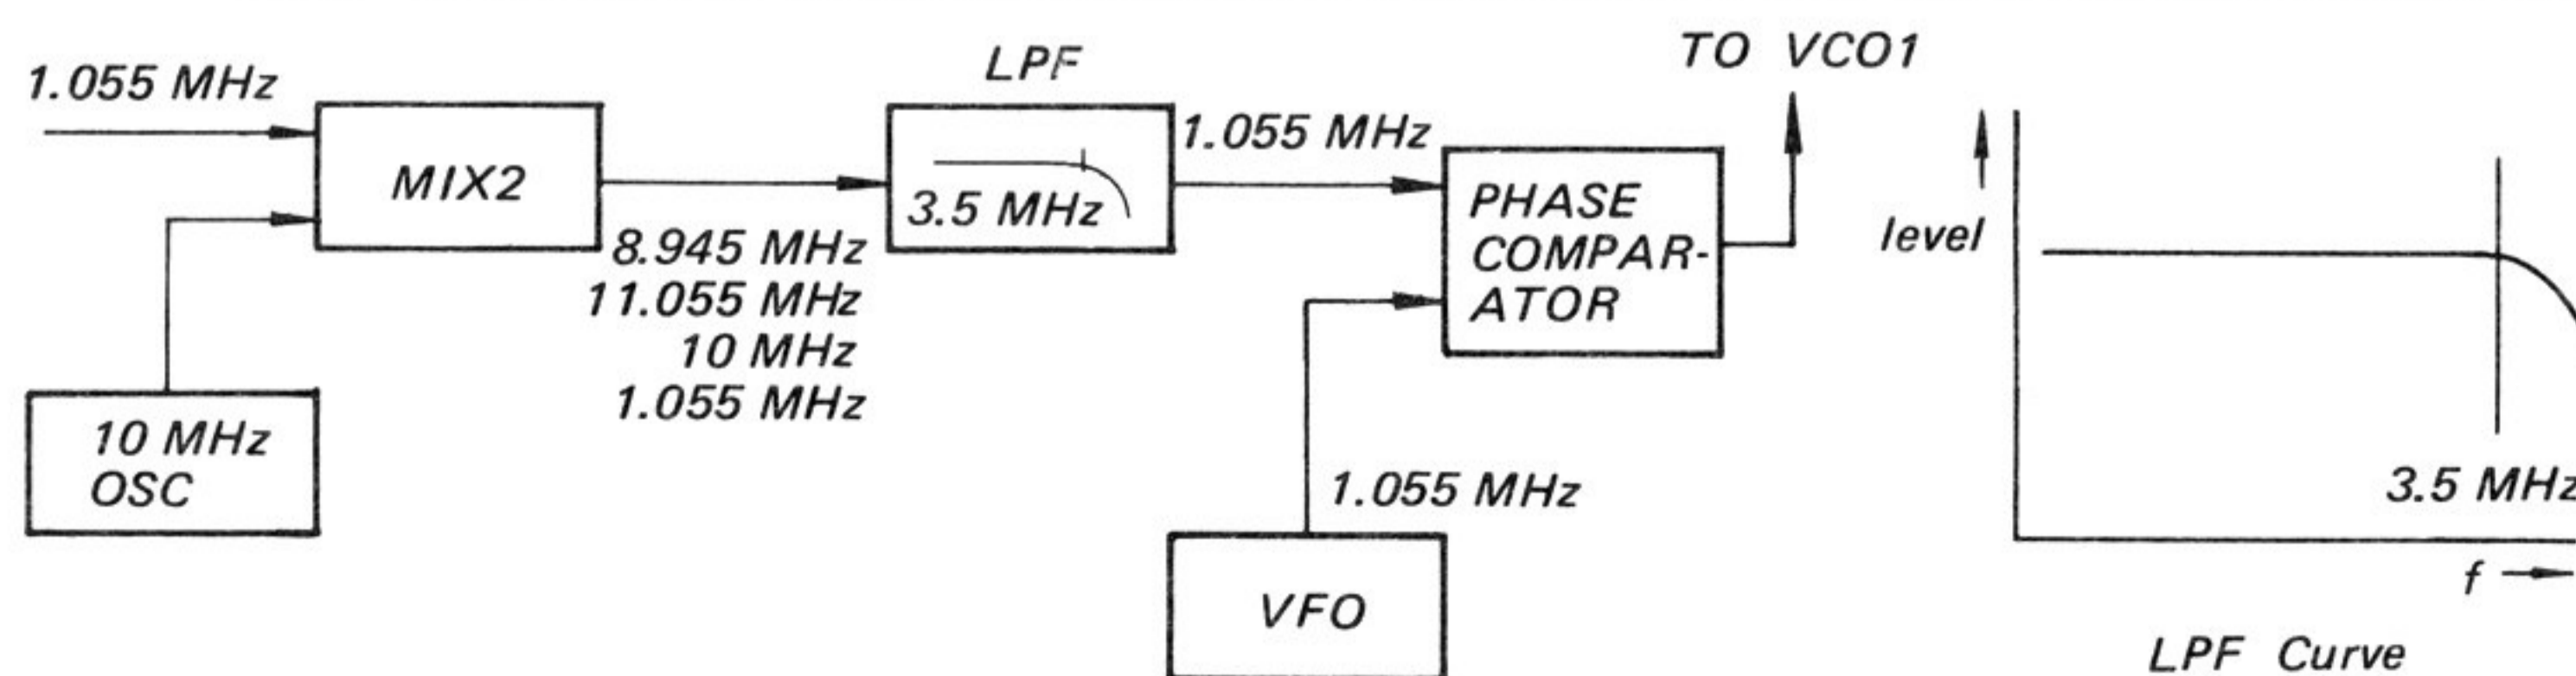 1.055 MHz
MIX2
10 MHz
OSC
8.945 MHz
11.055 MHz
10 MHz
1.055 MHz
LPF
3.5 MHz
1.055 MHz
PHASE
COMPAR-
ATOR
TO VCO1
1.055 MHz
VFO
level
3.5 MHz
f
LPF Curve